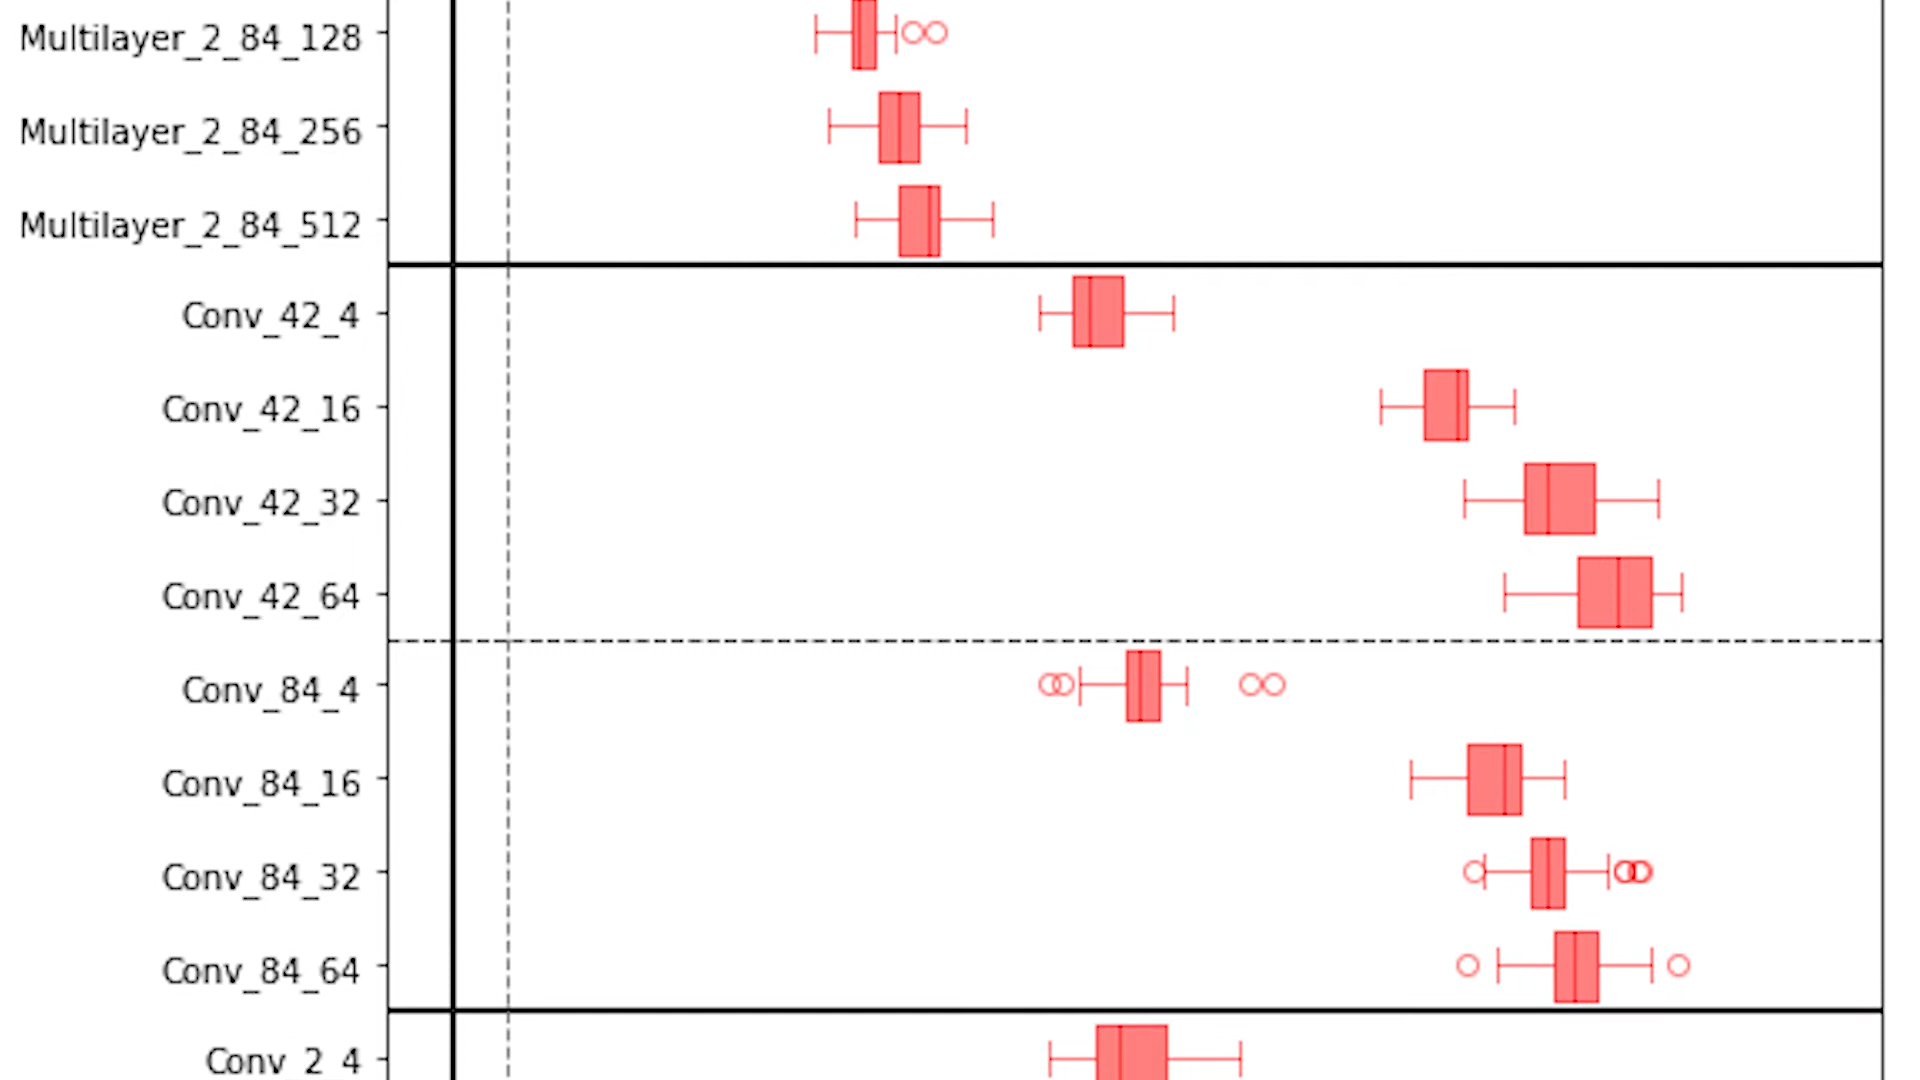 Multilayer_2_84_128
Multilayer_2_84_256
Multilayer_2_84_512
Conv_42_4
Conv_42_16
Conv_42_32
Conv_42_64
Conv_84_4
Conv_84_16
Conv_84_32
Conv_84_64
Conv_2_4